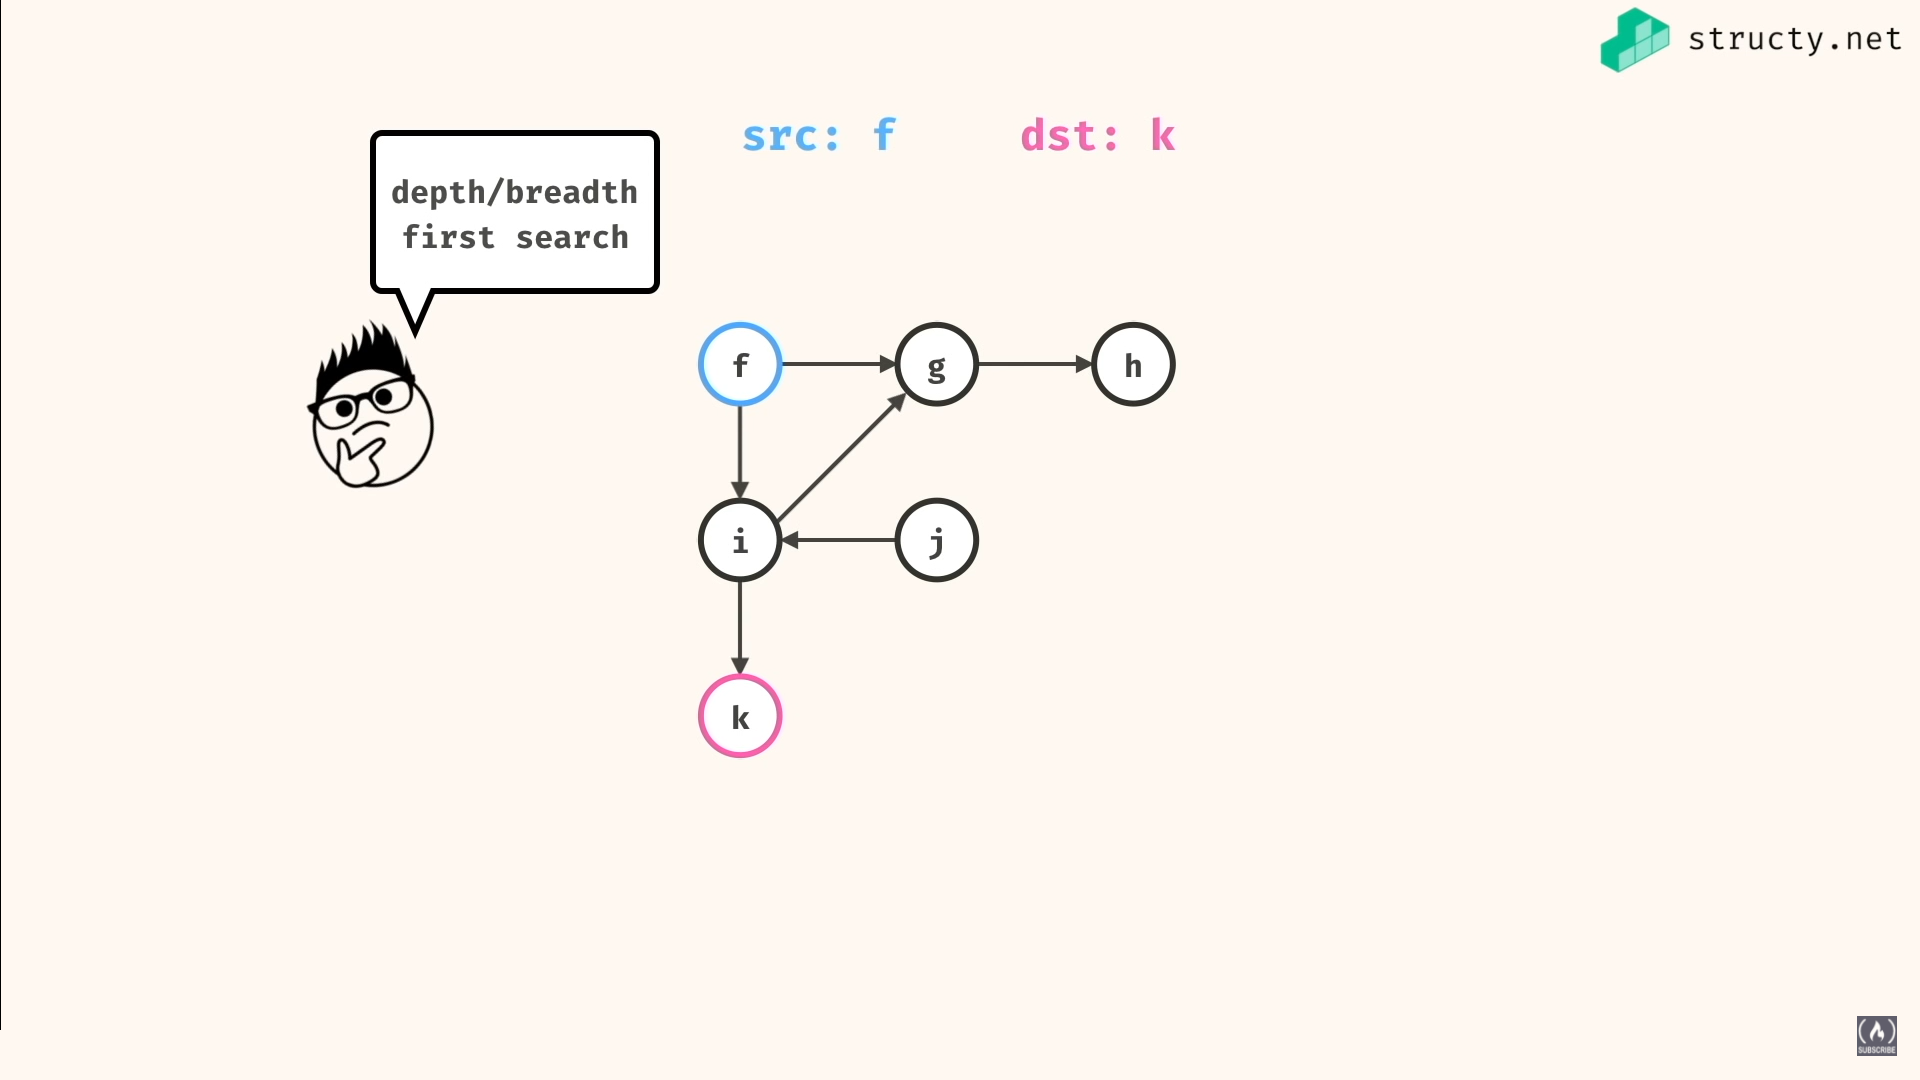 structy.net
src: f
dst: k
depth/breadth
first search
f
g
h
i
j
k
SUBSCRIBE